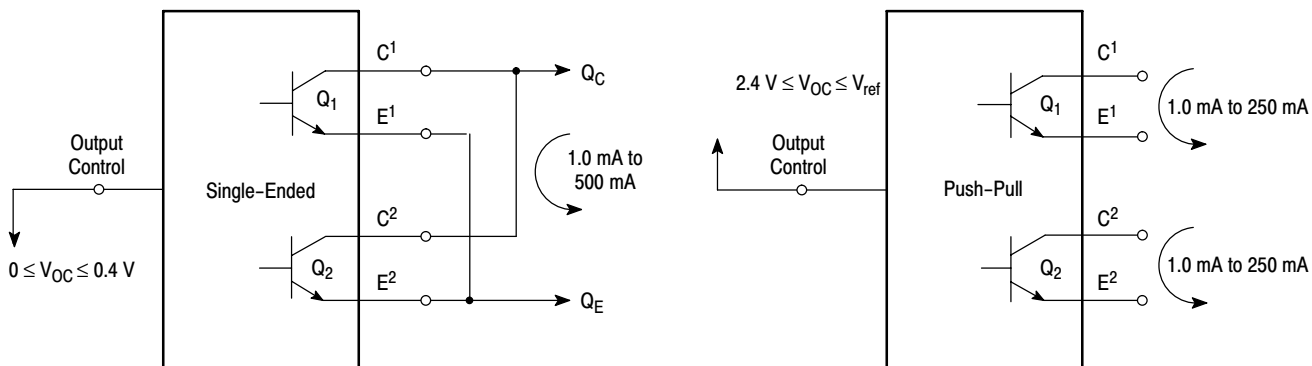 C1
Q1
E1
QC
Output
Control
Single-Ended
1.0 mA to
500 mA
C2
0 ≤ VOC ≤ 0.4 V
Q2
E2
QE
C1
2.4 V ≤ VOC ≤ Vref
Q1
1.0 mA to 250 mA
E1
Output
Control
Push-Pull
C2
Q2
1.0 mA to 250 mA
E2